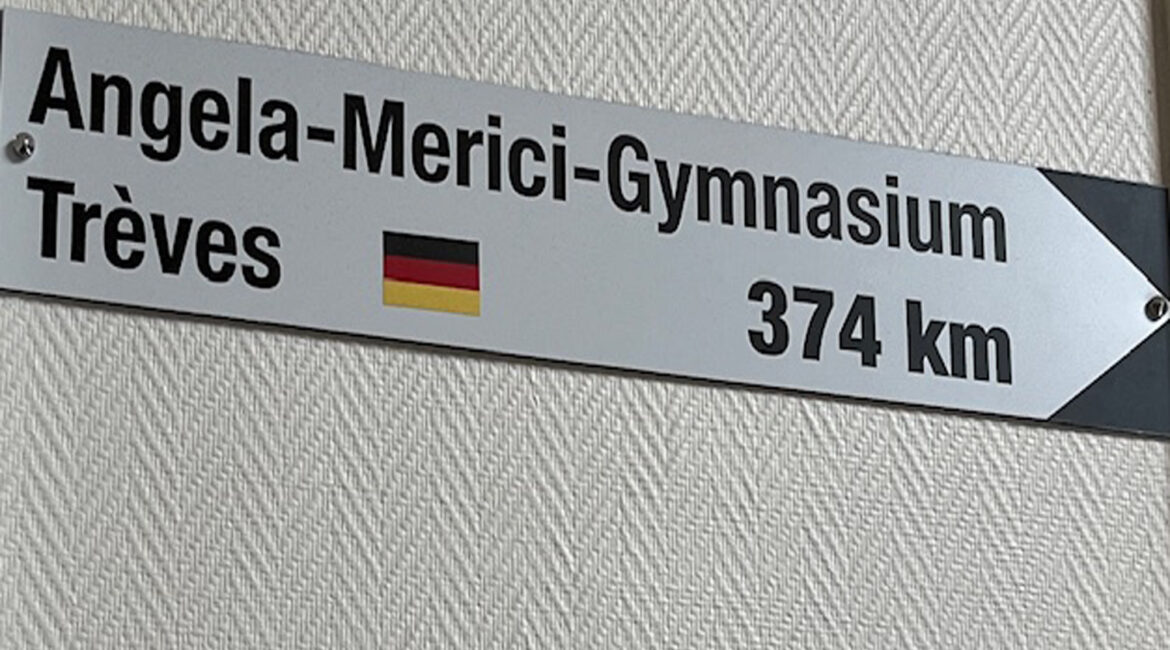 Angela-Merici-Gymnasium
Trèves
374 km